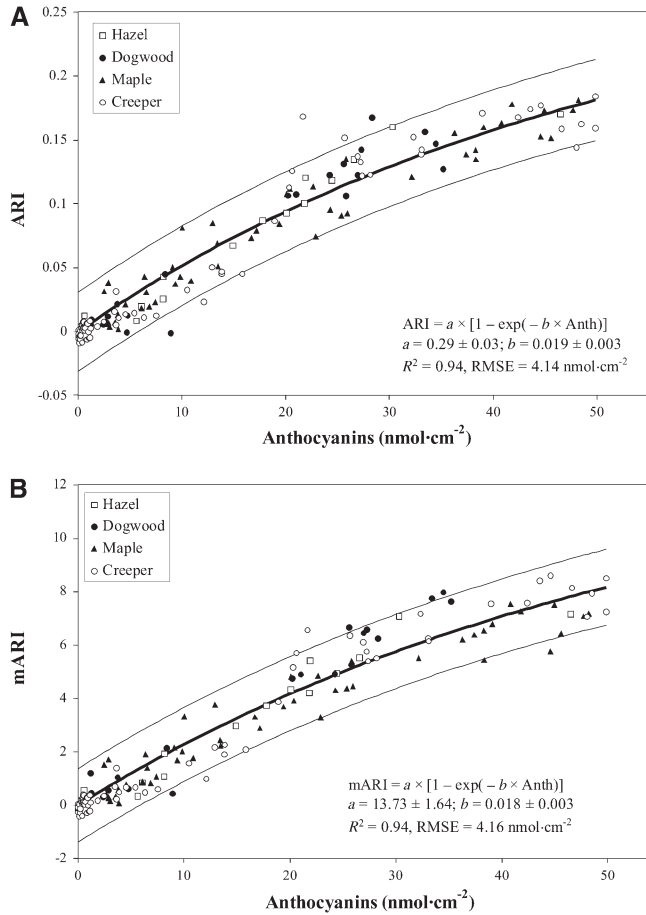 A
0.25
0.2
0.15
0.1
0.05
0
-0.05
ARI
Hazel
Dogwood
Maple
Creeper
ARI = a × [1 – exp(– b × Anth)]
a = 0.29 ± 0.03; b = 0.019 ± 0.003
R² = 0.94, RMSE = 4.14 nmol·cm⁻²
0 10 20 30 40 50
Anthocyanins (nmol·cm⁻²)
B
12
10
8
6
4
2
0
-2
mARI
Hazel
Dogwood
Maple
Creeper
mARI = a × [1 – exp(– b × Anth)]
a = 13.73 ± 1.64; b = 0.018 ± 0.003
R² = 0.94, RMSE = 4.16 nmol·cm⁻²
0 10 20 30 40 50
Anthocyanins (nmol·cm⁻²)